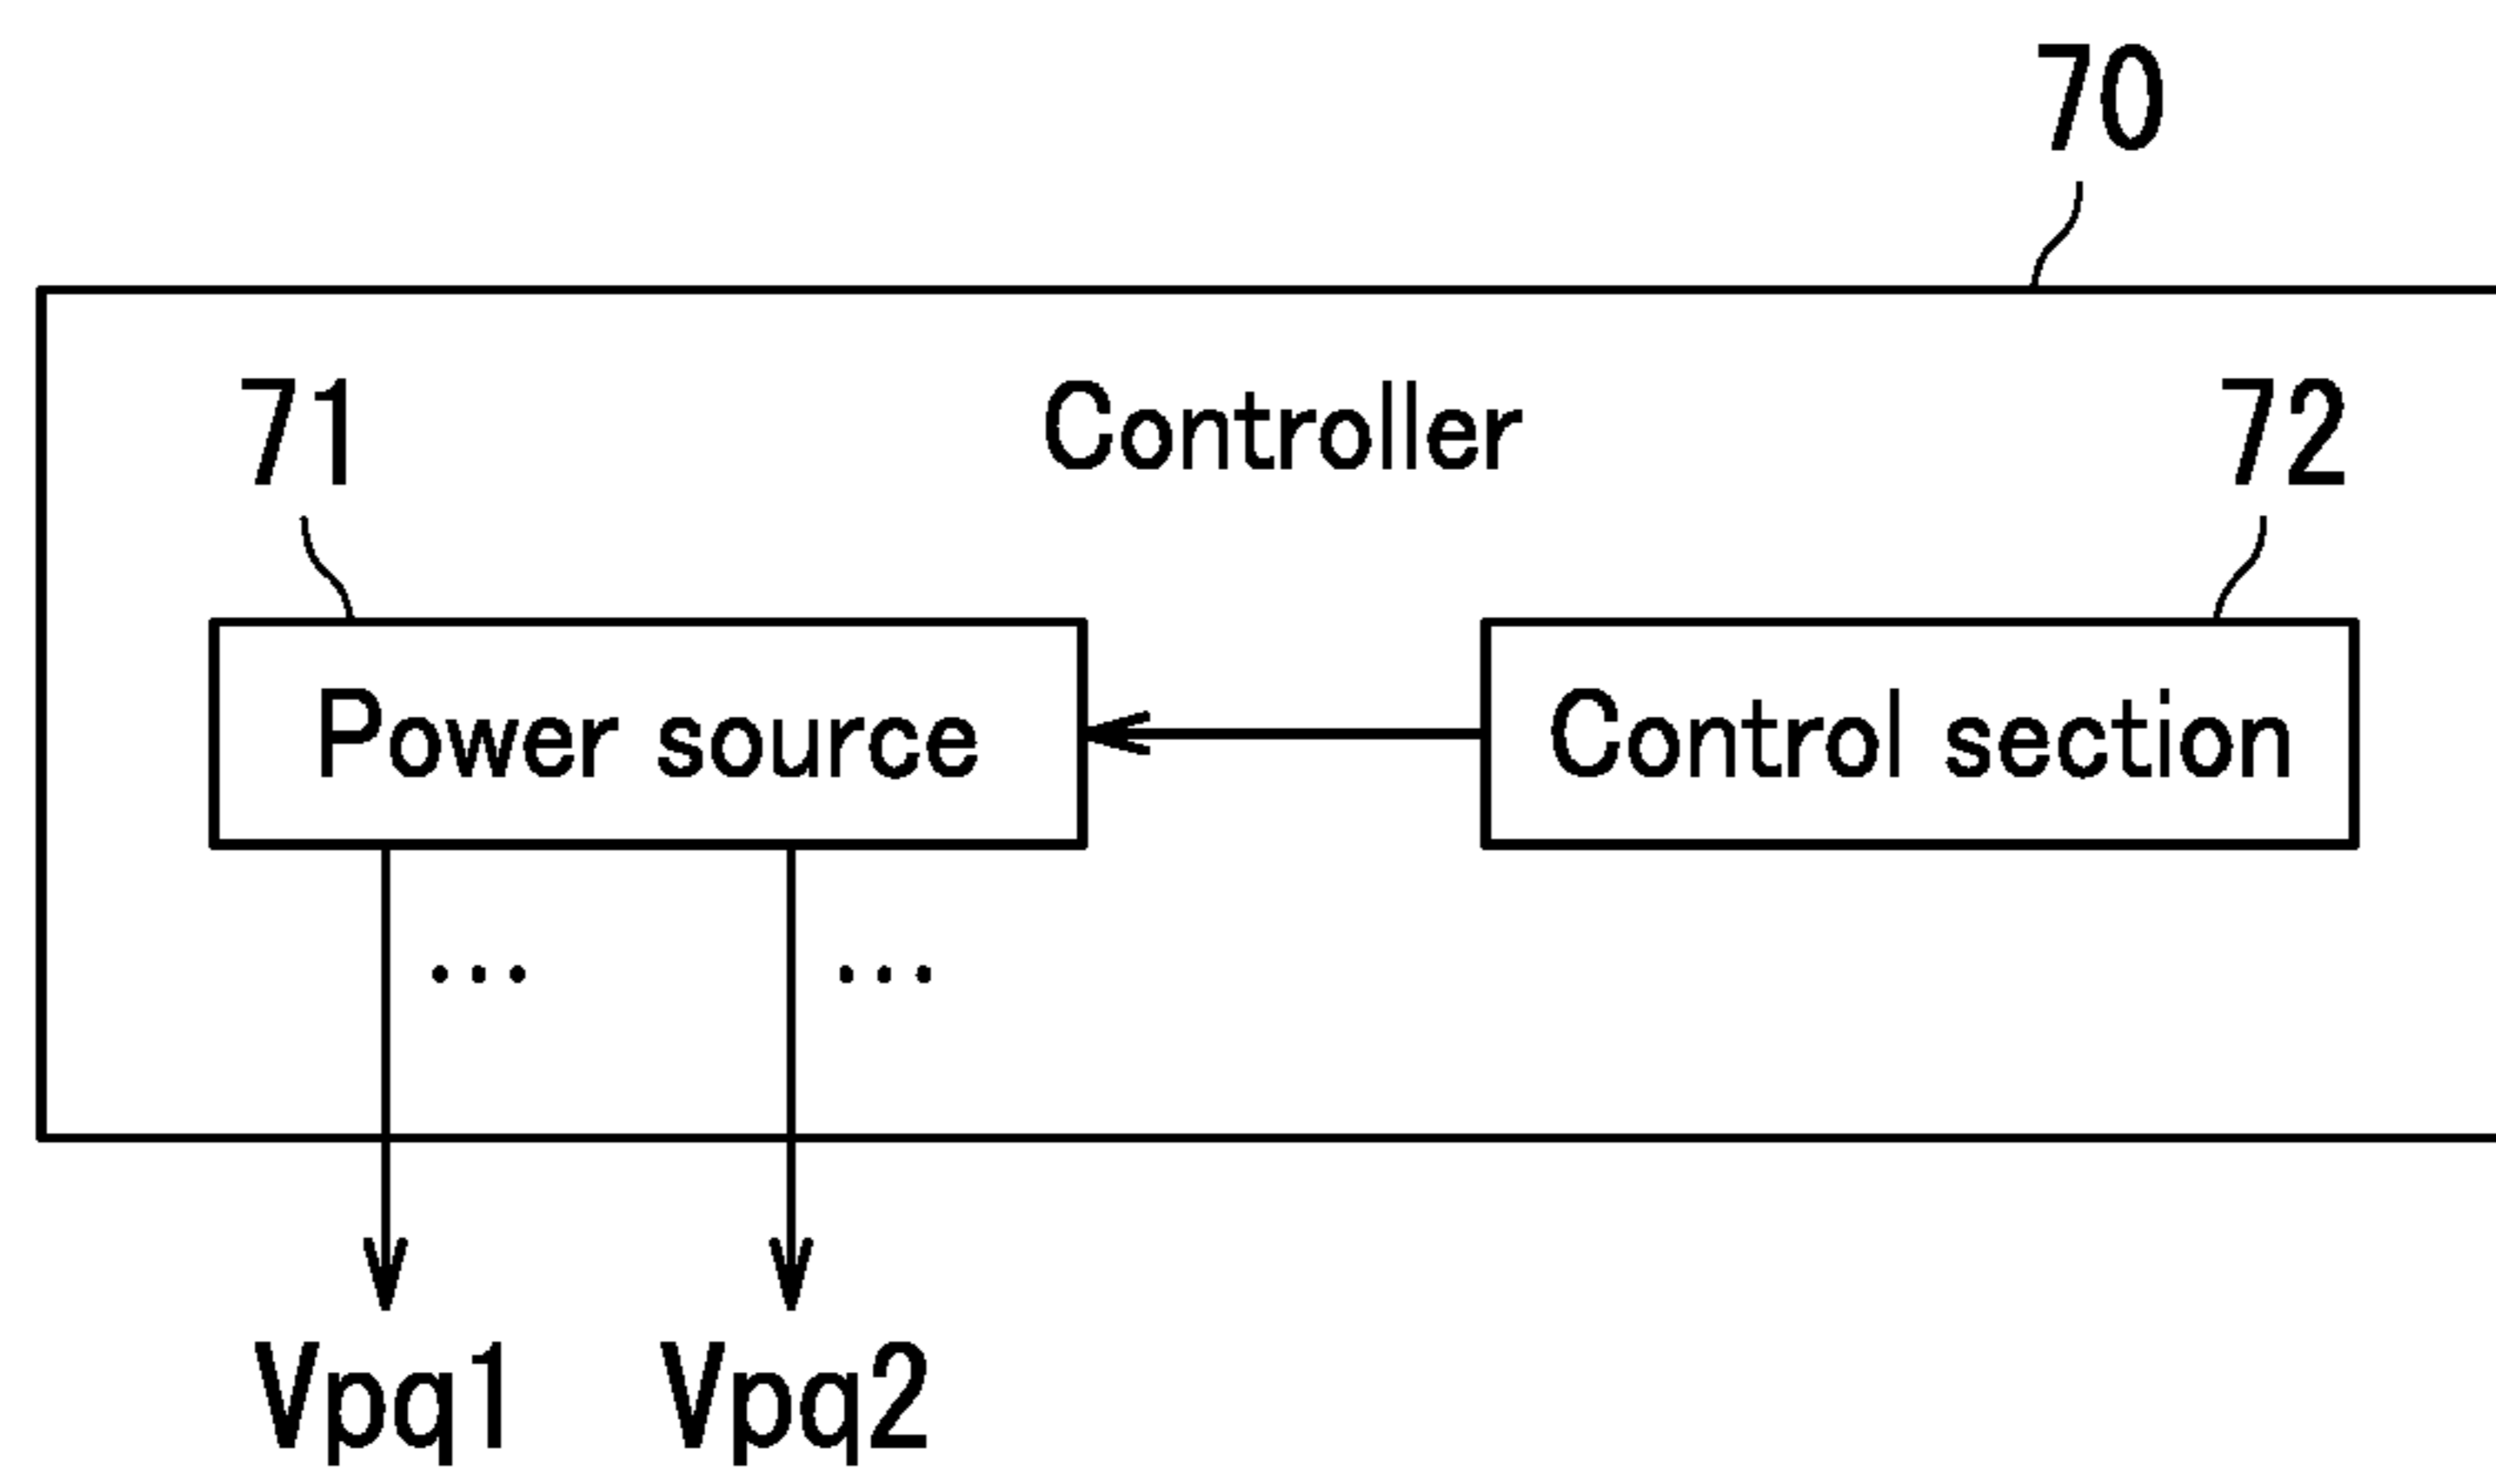 70
71 Controller 72
Power source Control section
... ...
Vpq1 Vpq2